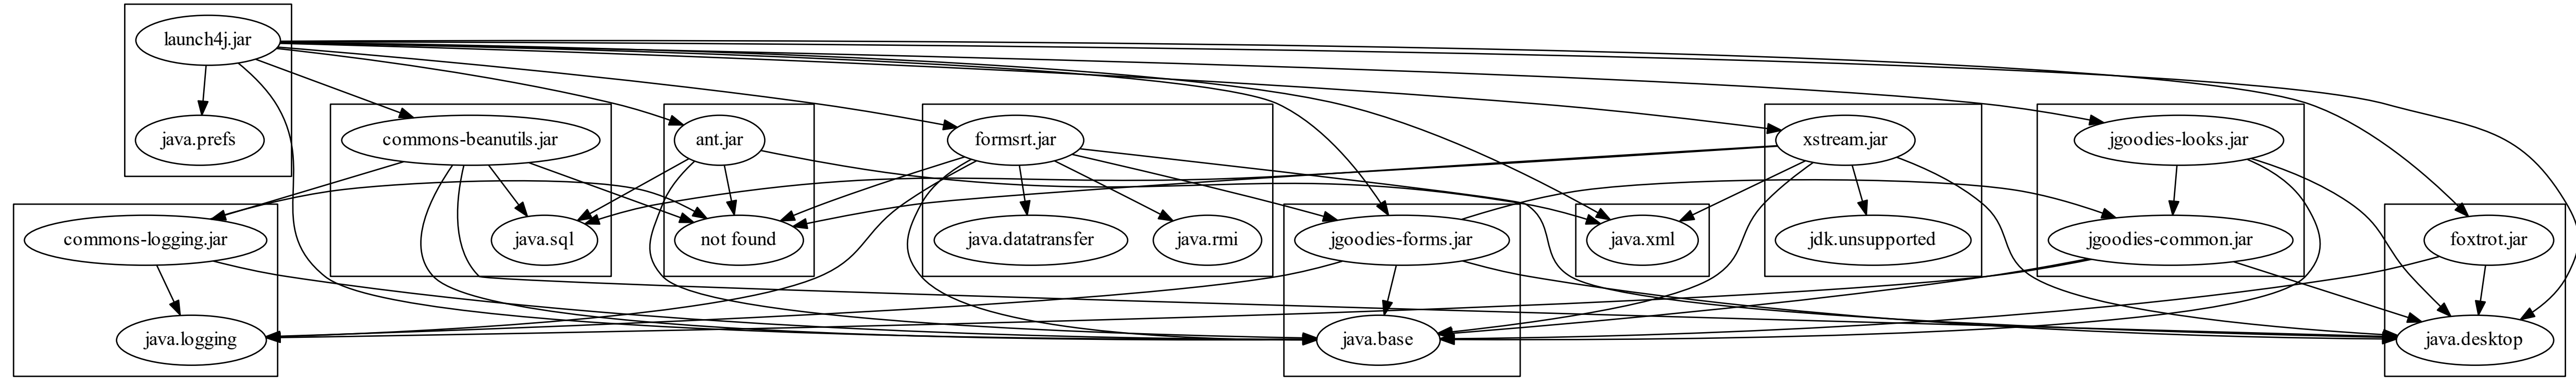 launch4j.jar
java.prefs
commons-beanutils.jar
ant.jar
formsrt.jar
xstream.jar
jgoodies-looks.jar
commons-logging.jar
java.sql
not found
java.datatransfer
java.rmi
jgoodies-forms.jar
java.xml
jdk.unsupported
jgoodies-common.jar
foxtrot.jar
java.logging
java.base
java.desktop